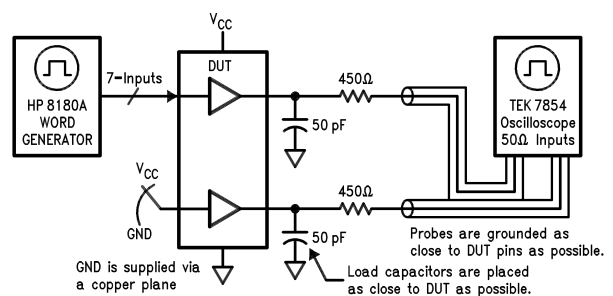 VCC
DUT
7-Inputs
HP 8180A
WORD
GENERATOR
450Ω
TEK 7854
Oscilloscope
50Ω Inputs
50 pF
VCC
GND
450Ω
50 pF
Probes are grounded as
close to DUT pins as possible.
GND is supplied via
a copper plane
Load capacitors are placed
as close to DUT as possible.